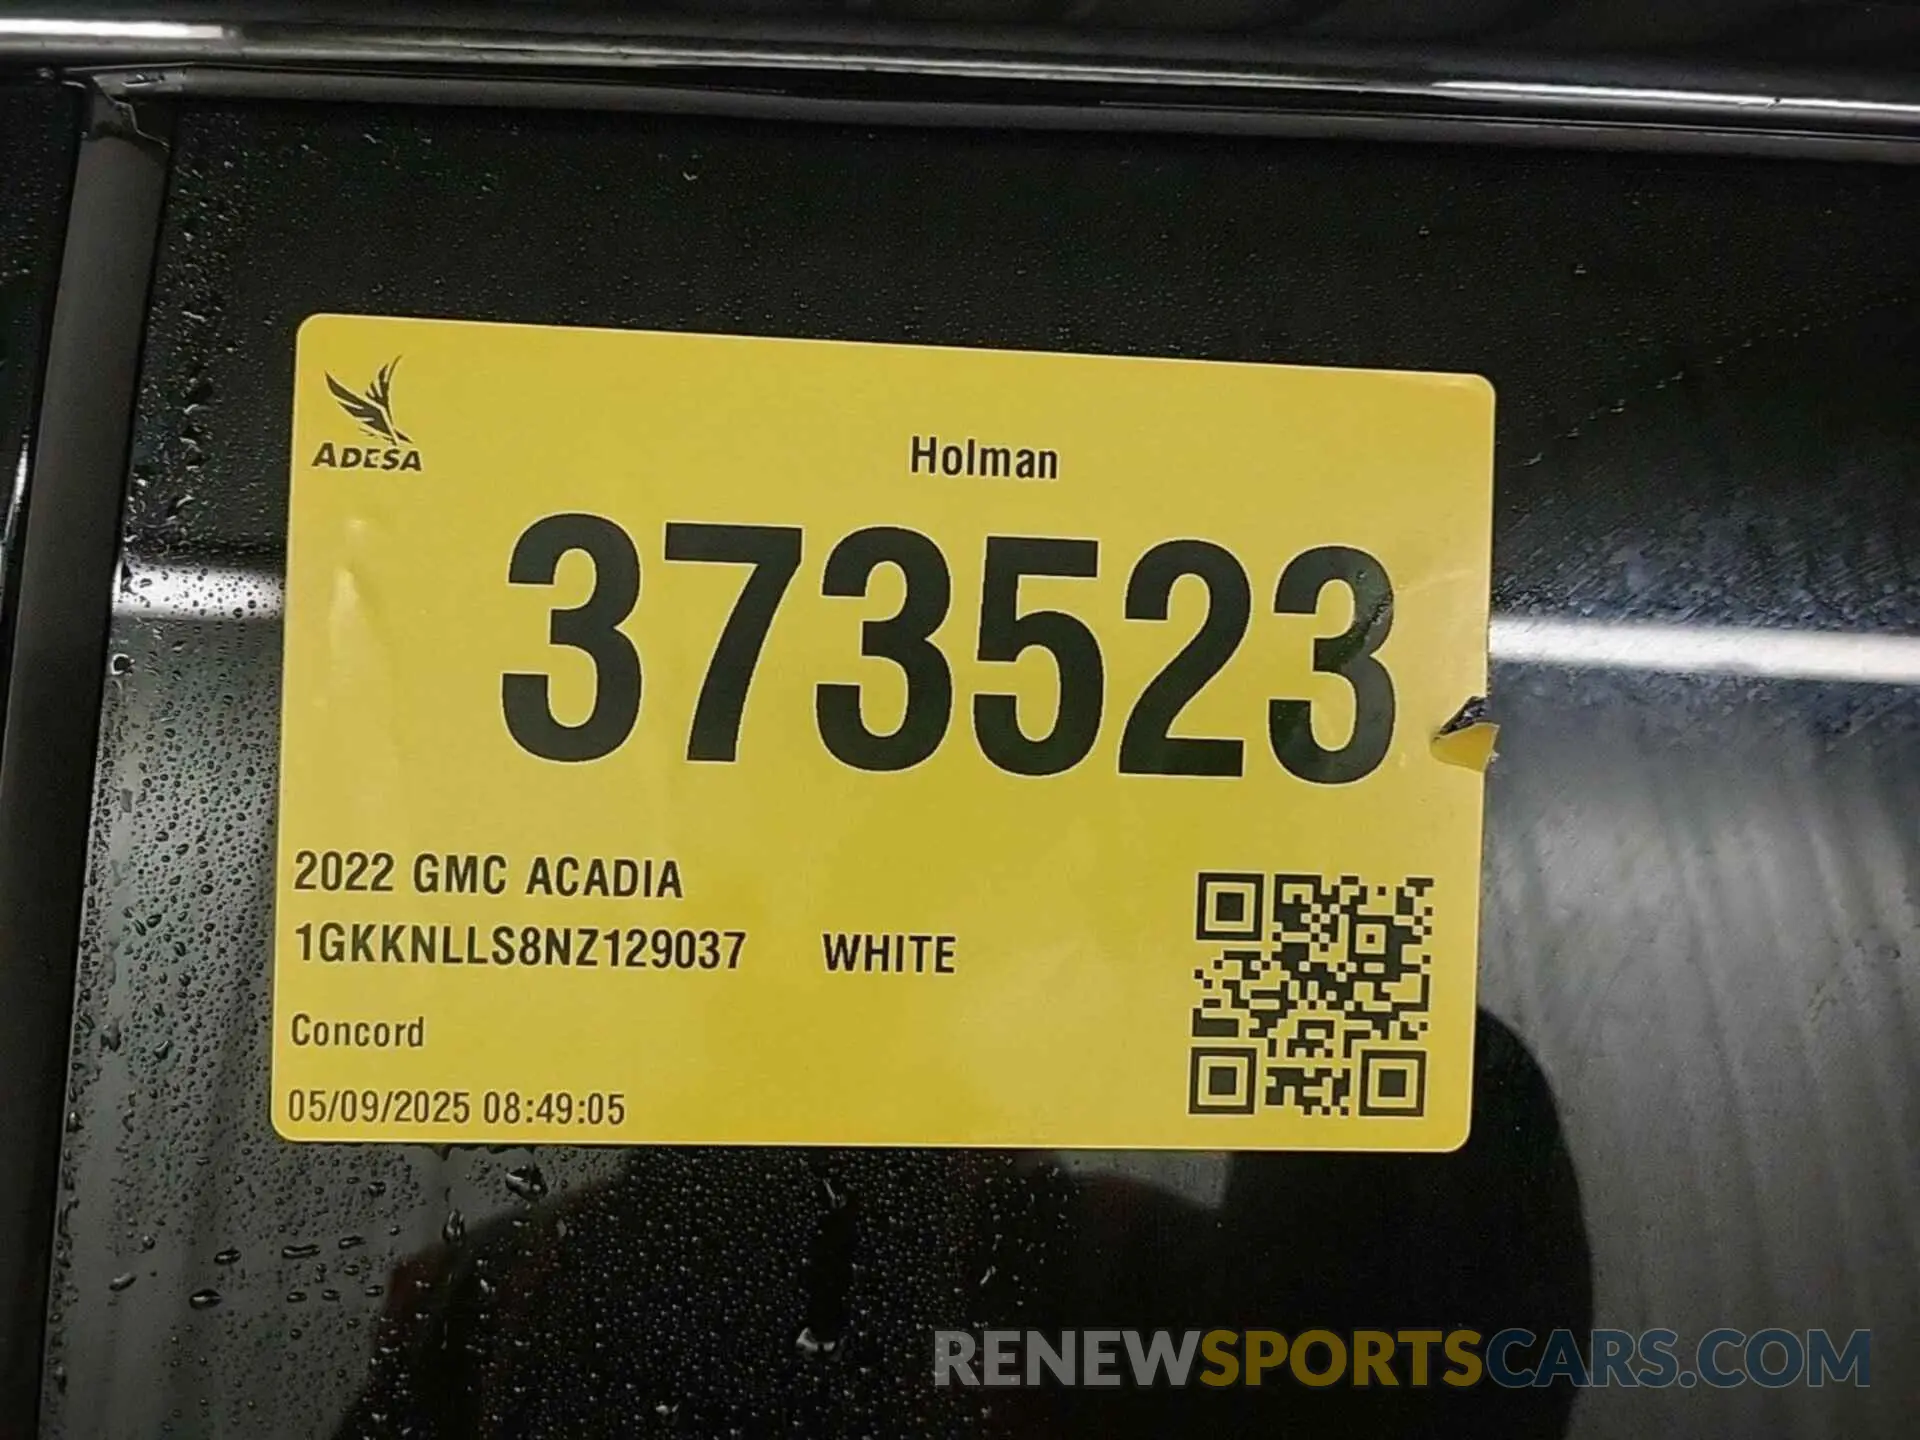 ADESA
Holman
373523
2022 GMC ACADIA
1GKKNLLS8NZ129037 WHITE
Concord
05/09/2025 08:49:05
RENEWSPORTSCARS.COM